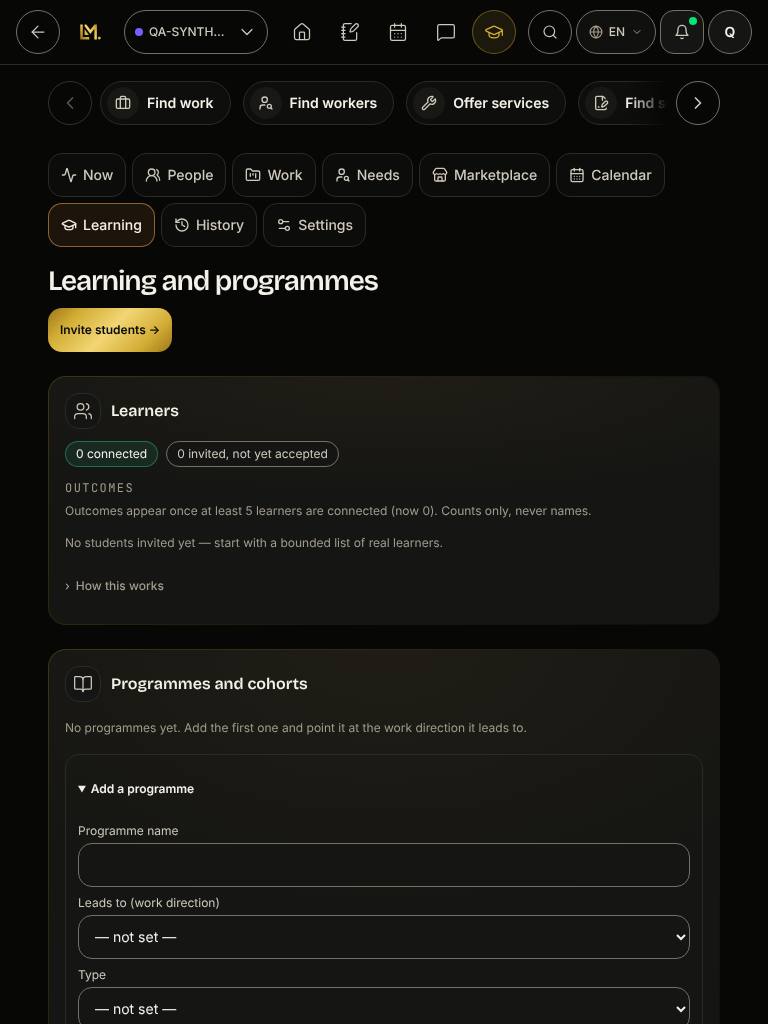 LM.
QA-SYNTH...
EN
Q
Find work
Find workers
Offer services
Find s
Now
People
Work
Needs
Marketplace
Calendar
Learning
History
Settings
Learning and programmes
Invite students →
Learners
0 connected
0 invited, not yet accepted
OUTCOMES
Outcomes appear once at least 5 learners are connected (now 0). Counts only, never names.
No students invited yet — start with a bounded list of real learners.
› How this works
Programmes and cohorts
No programmes yet. Add the first one and point it at the work direction it leads to.
▼ Add a programme
Programme name
Leads to (work direction)
— not set —
Type
— not set —